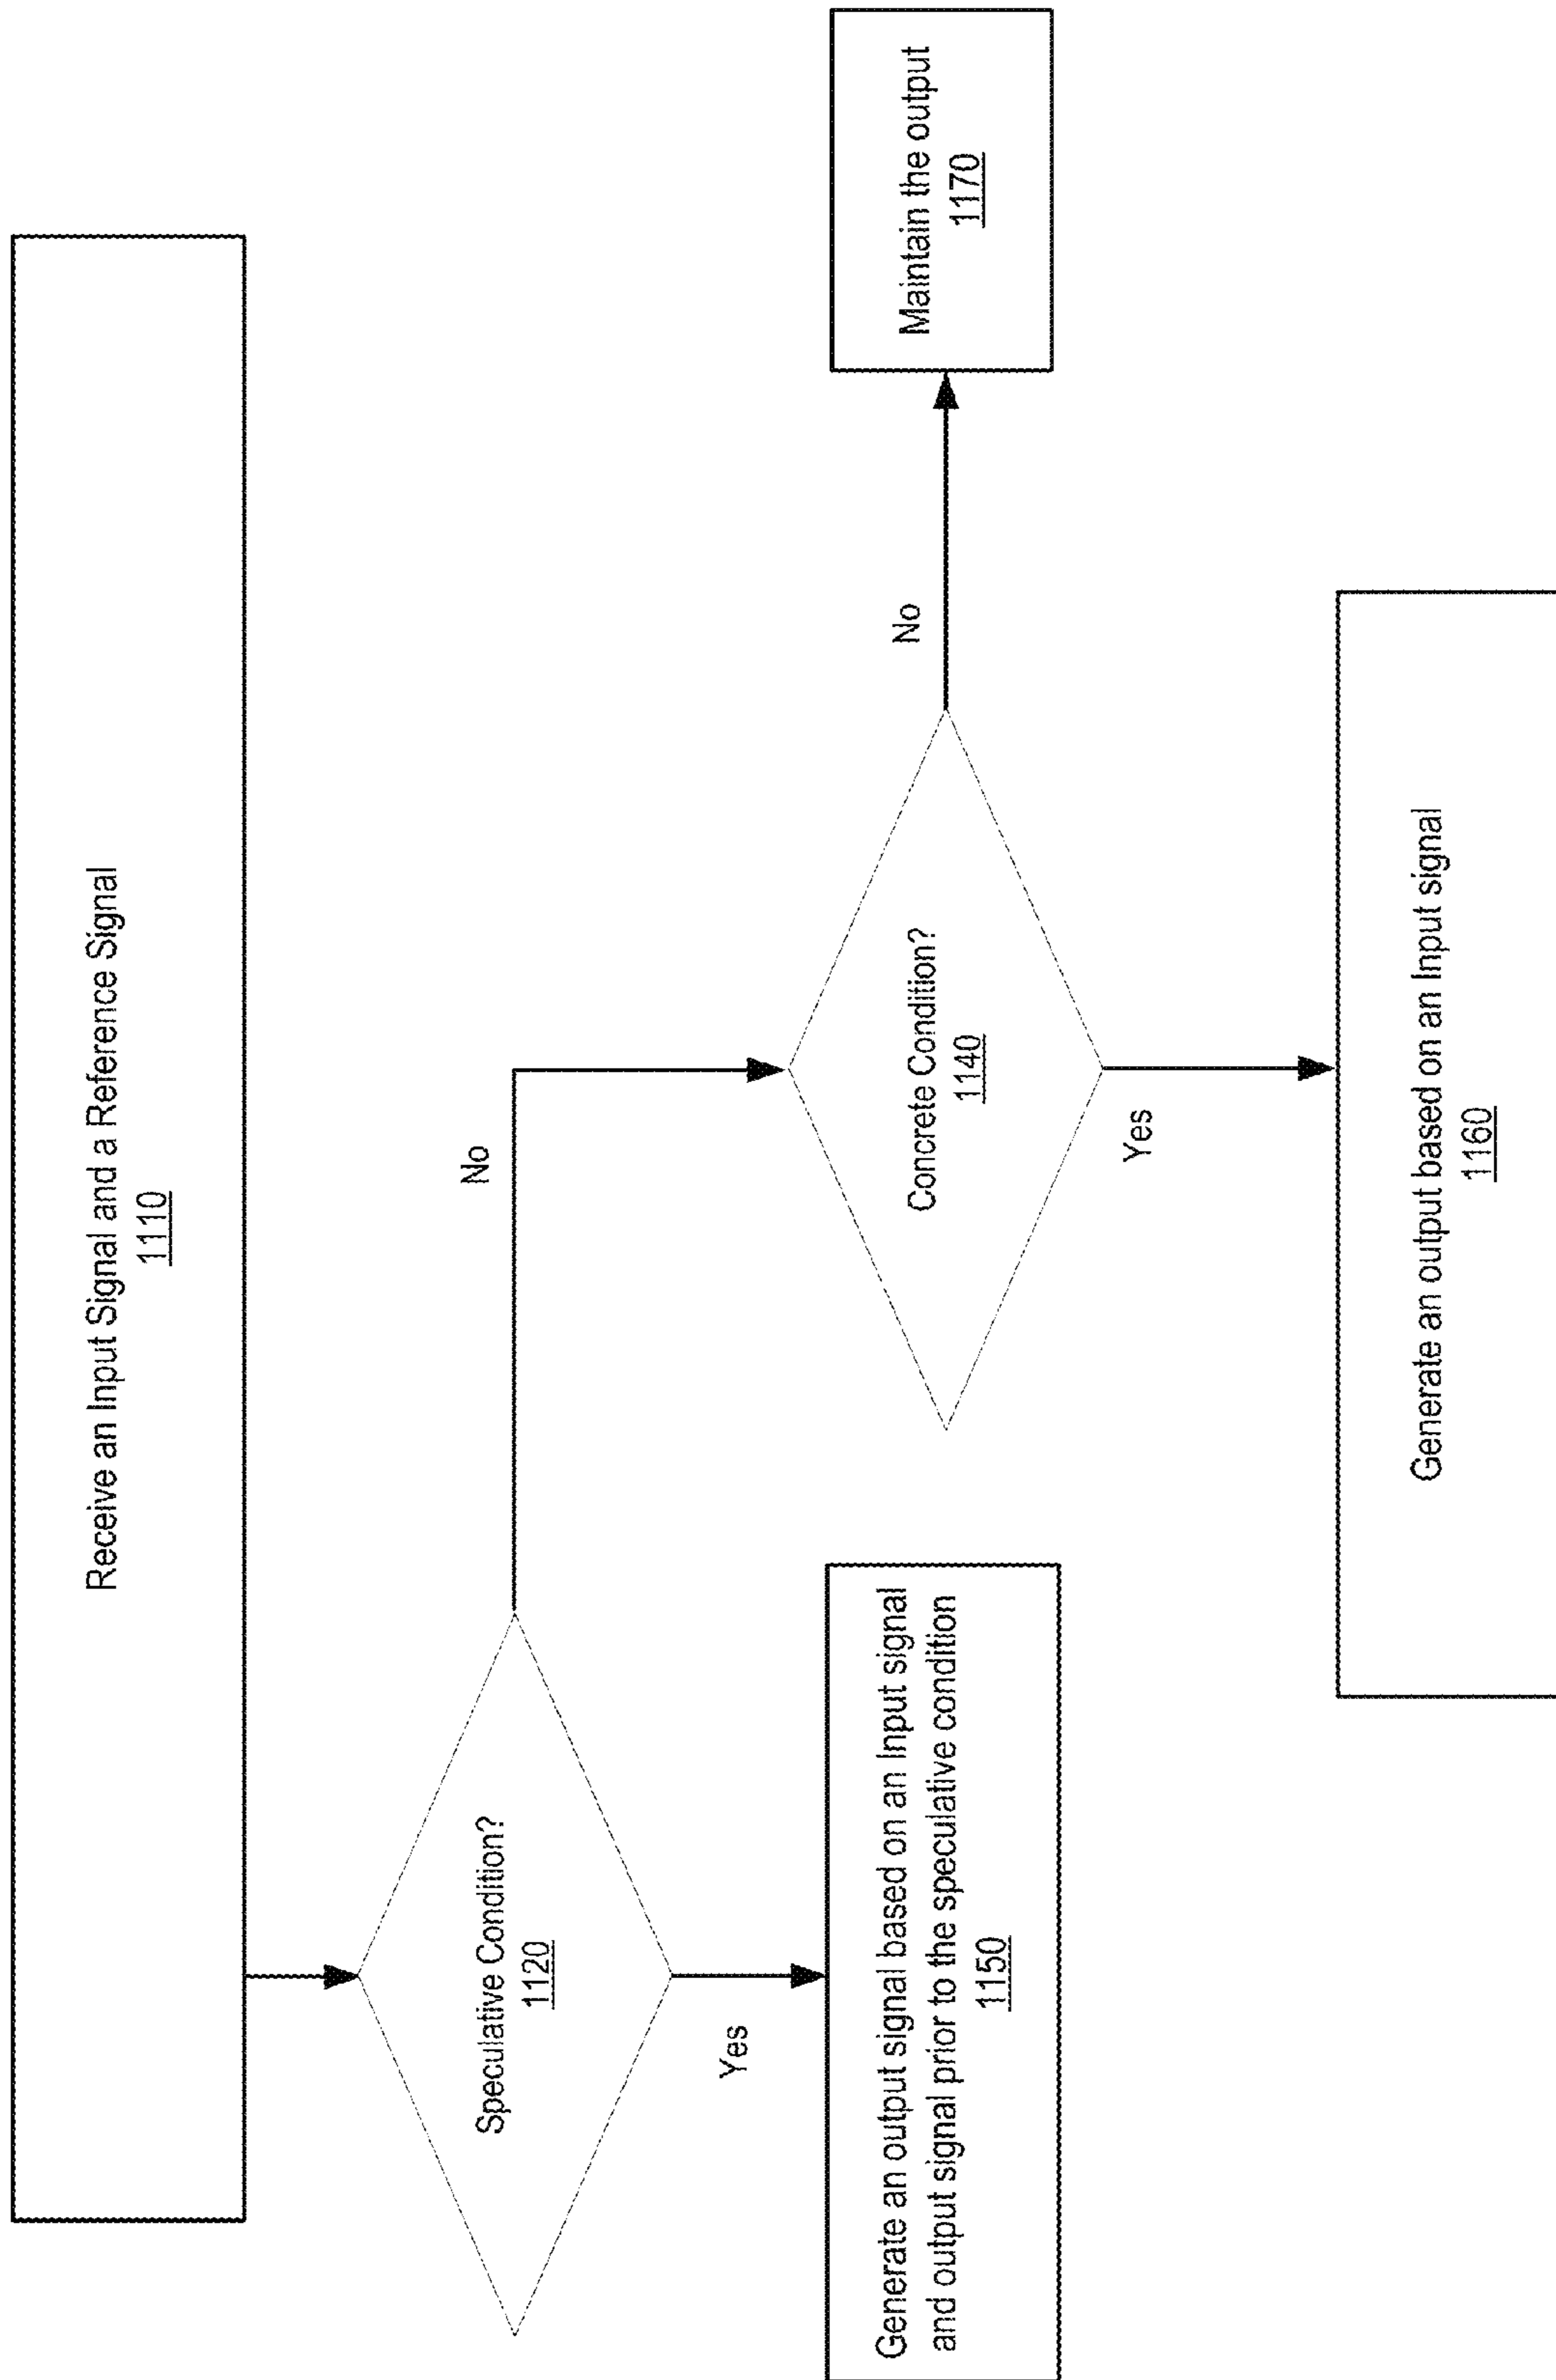 Receive an Input Signal and a Reference Signal
1110
Speculative Condition?
1120
No
Yes
Generate an output signal based on an Input signal
and output signal prior to the speculative condition
1150
Concrete Condition?
1140
No
Yes
Maintain the output
1170
Generate an output based on an Input signal
1160